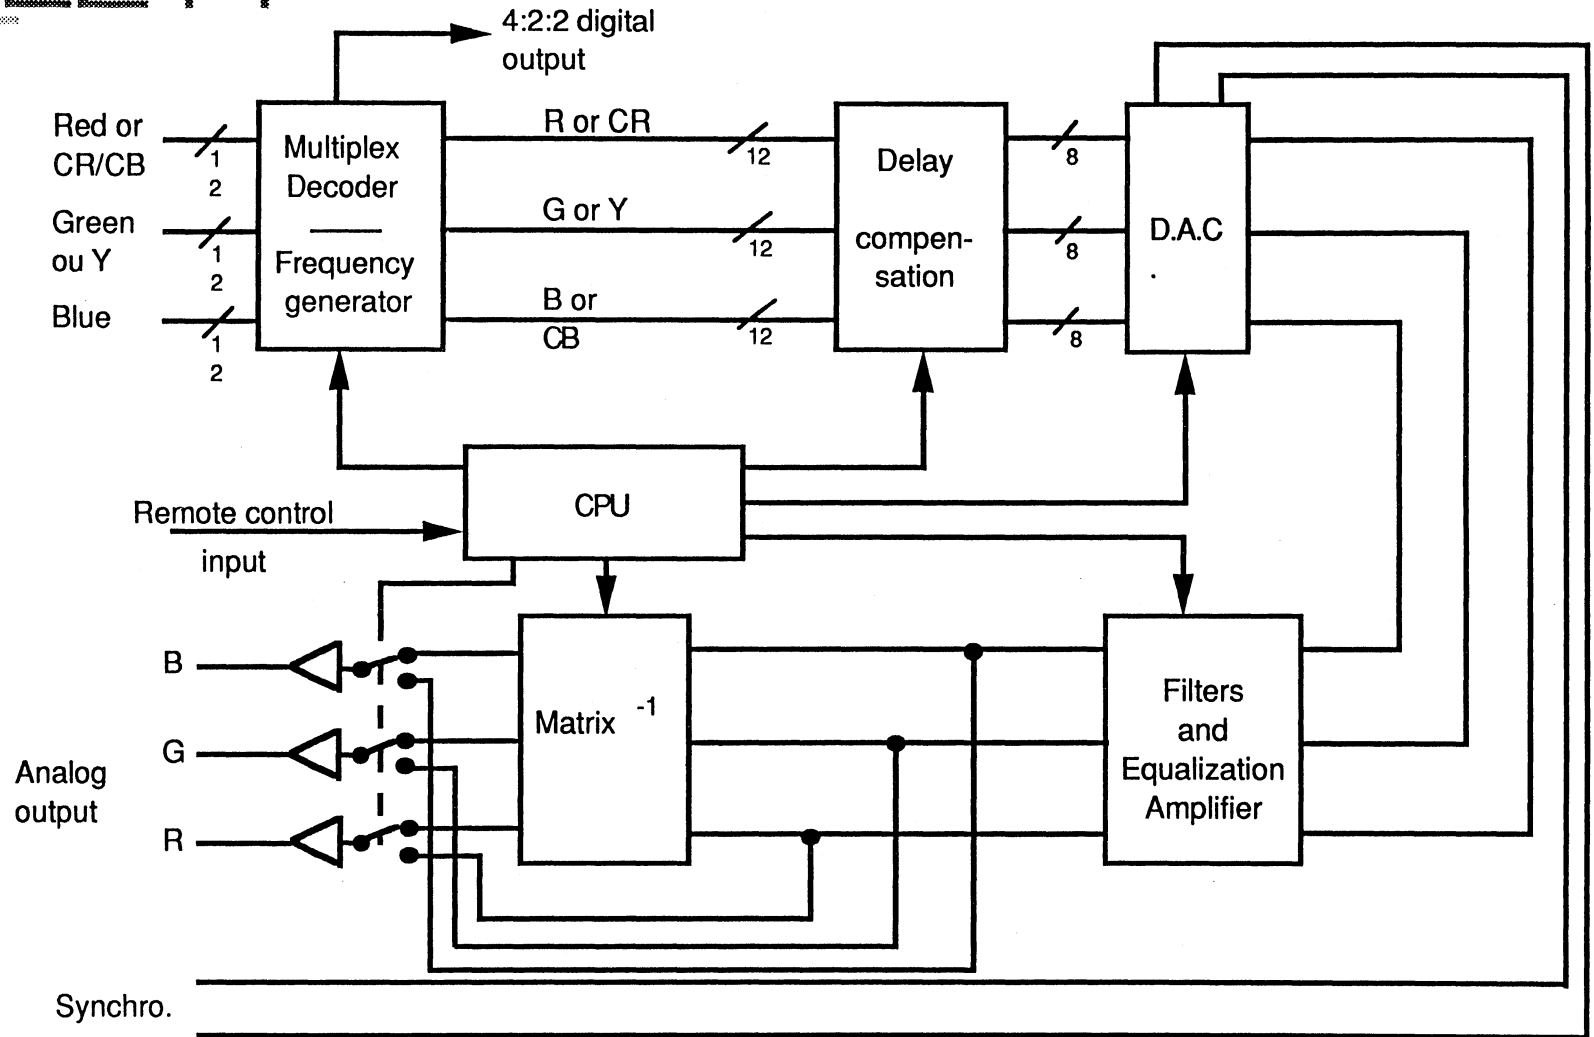 4:2:2 digital
output
Red or
CR/CB
1
2
Green
ou Y
1
2
Blue
1
2
Multiplex
Decoder
Frequency
generator
R or CR
12
G or Y
12
B or
CB
12
Delay
compen-
sation
8
8
8
D.A.C
CPU
Remote control
input
Matrix -1
Filters
and
Equalization
Amplifier
B
G
R
Analog
output
Synchro.